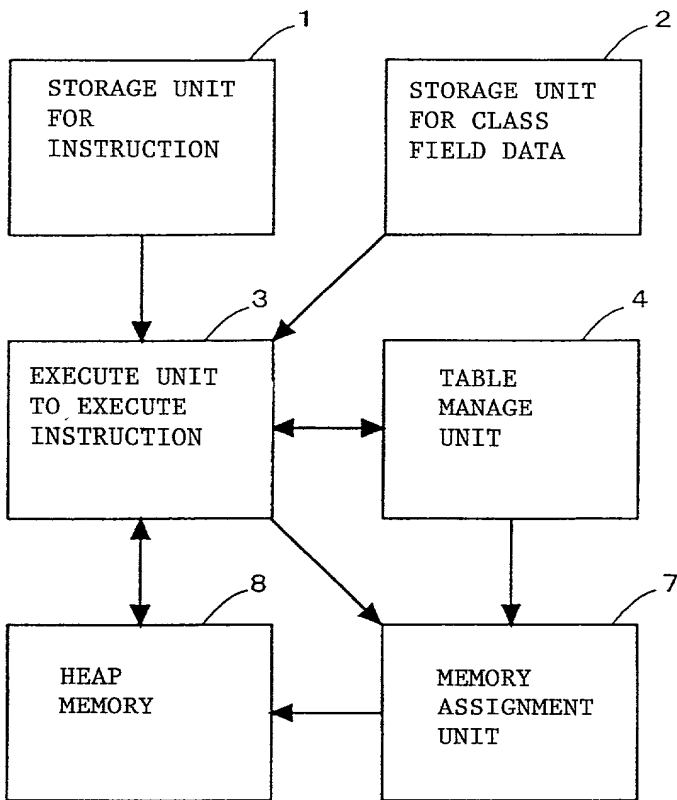 1
2
STORAGE UNIT
FOR
INSTRUCTION
STORAGE UNIT
FOR CLASS
FIELD DATA
3
4
EXECUTE UNIT
TO EXECUTE
INSTRUCTION
TABLE
MANAGE
UNIT
8
7
HEAP
MEMORY
MEMORY
ASSIGNMENT
UNIT